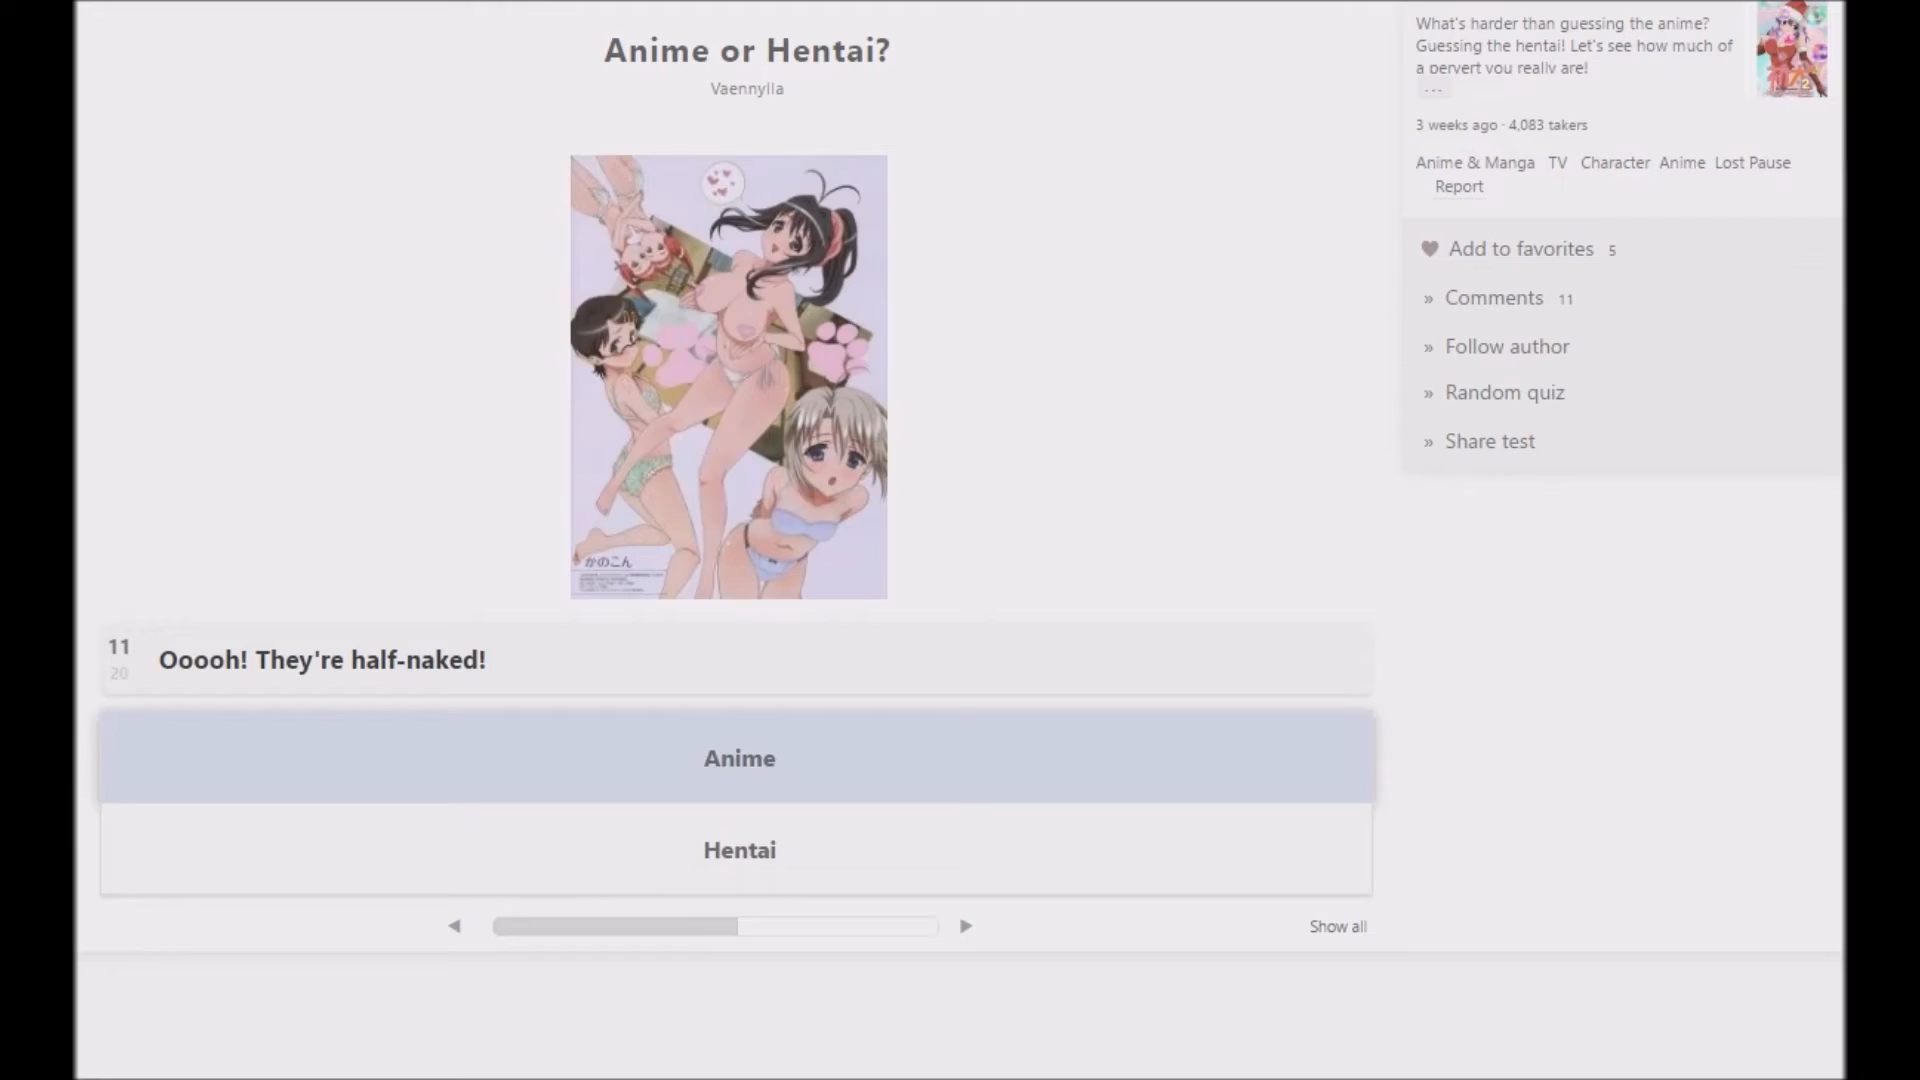 Anime or Hentai?
Vaennylla
かのこん
11
20
Ooooh! They're half-naked!
Anime
Hentai
Show all
What's harder than guessing the anime?
Guessing the hentai! Let's see how much of
a pervert you really are!
...
3 weeks ago · 4,083 takers
Anime & Manga TV Character Anime Lost Pause
Report
Add to favorites 5
» Comments 11
» Follow author
» Random quiz
» Share test